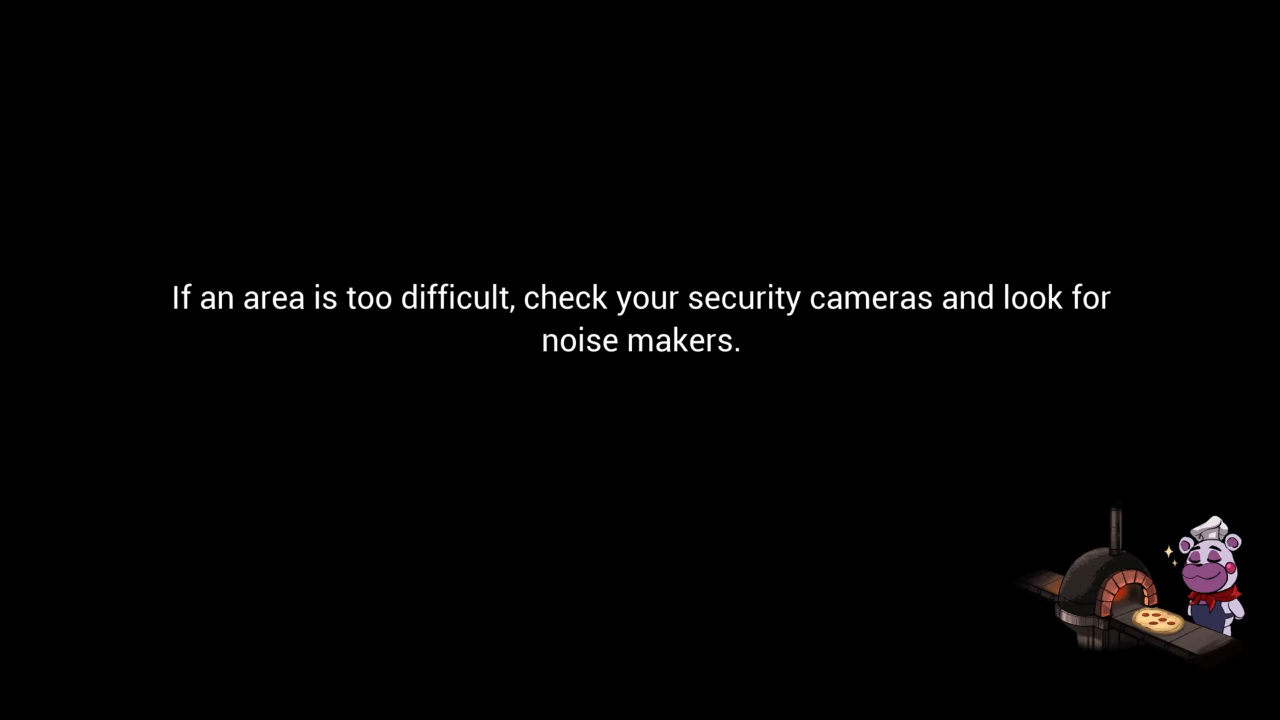 If an area is too difficult, check your security cameras and look for
noise makers.